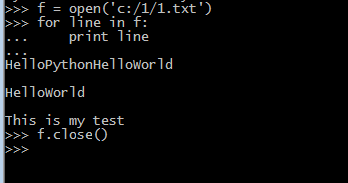 >>> f = open('c:/1/1.txt')
>>> for line in f:
...     print line
...
HelloPythonHelloWorld
HelloWorld
This is my test
>>> f.close()
>>>